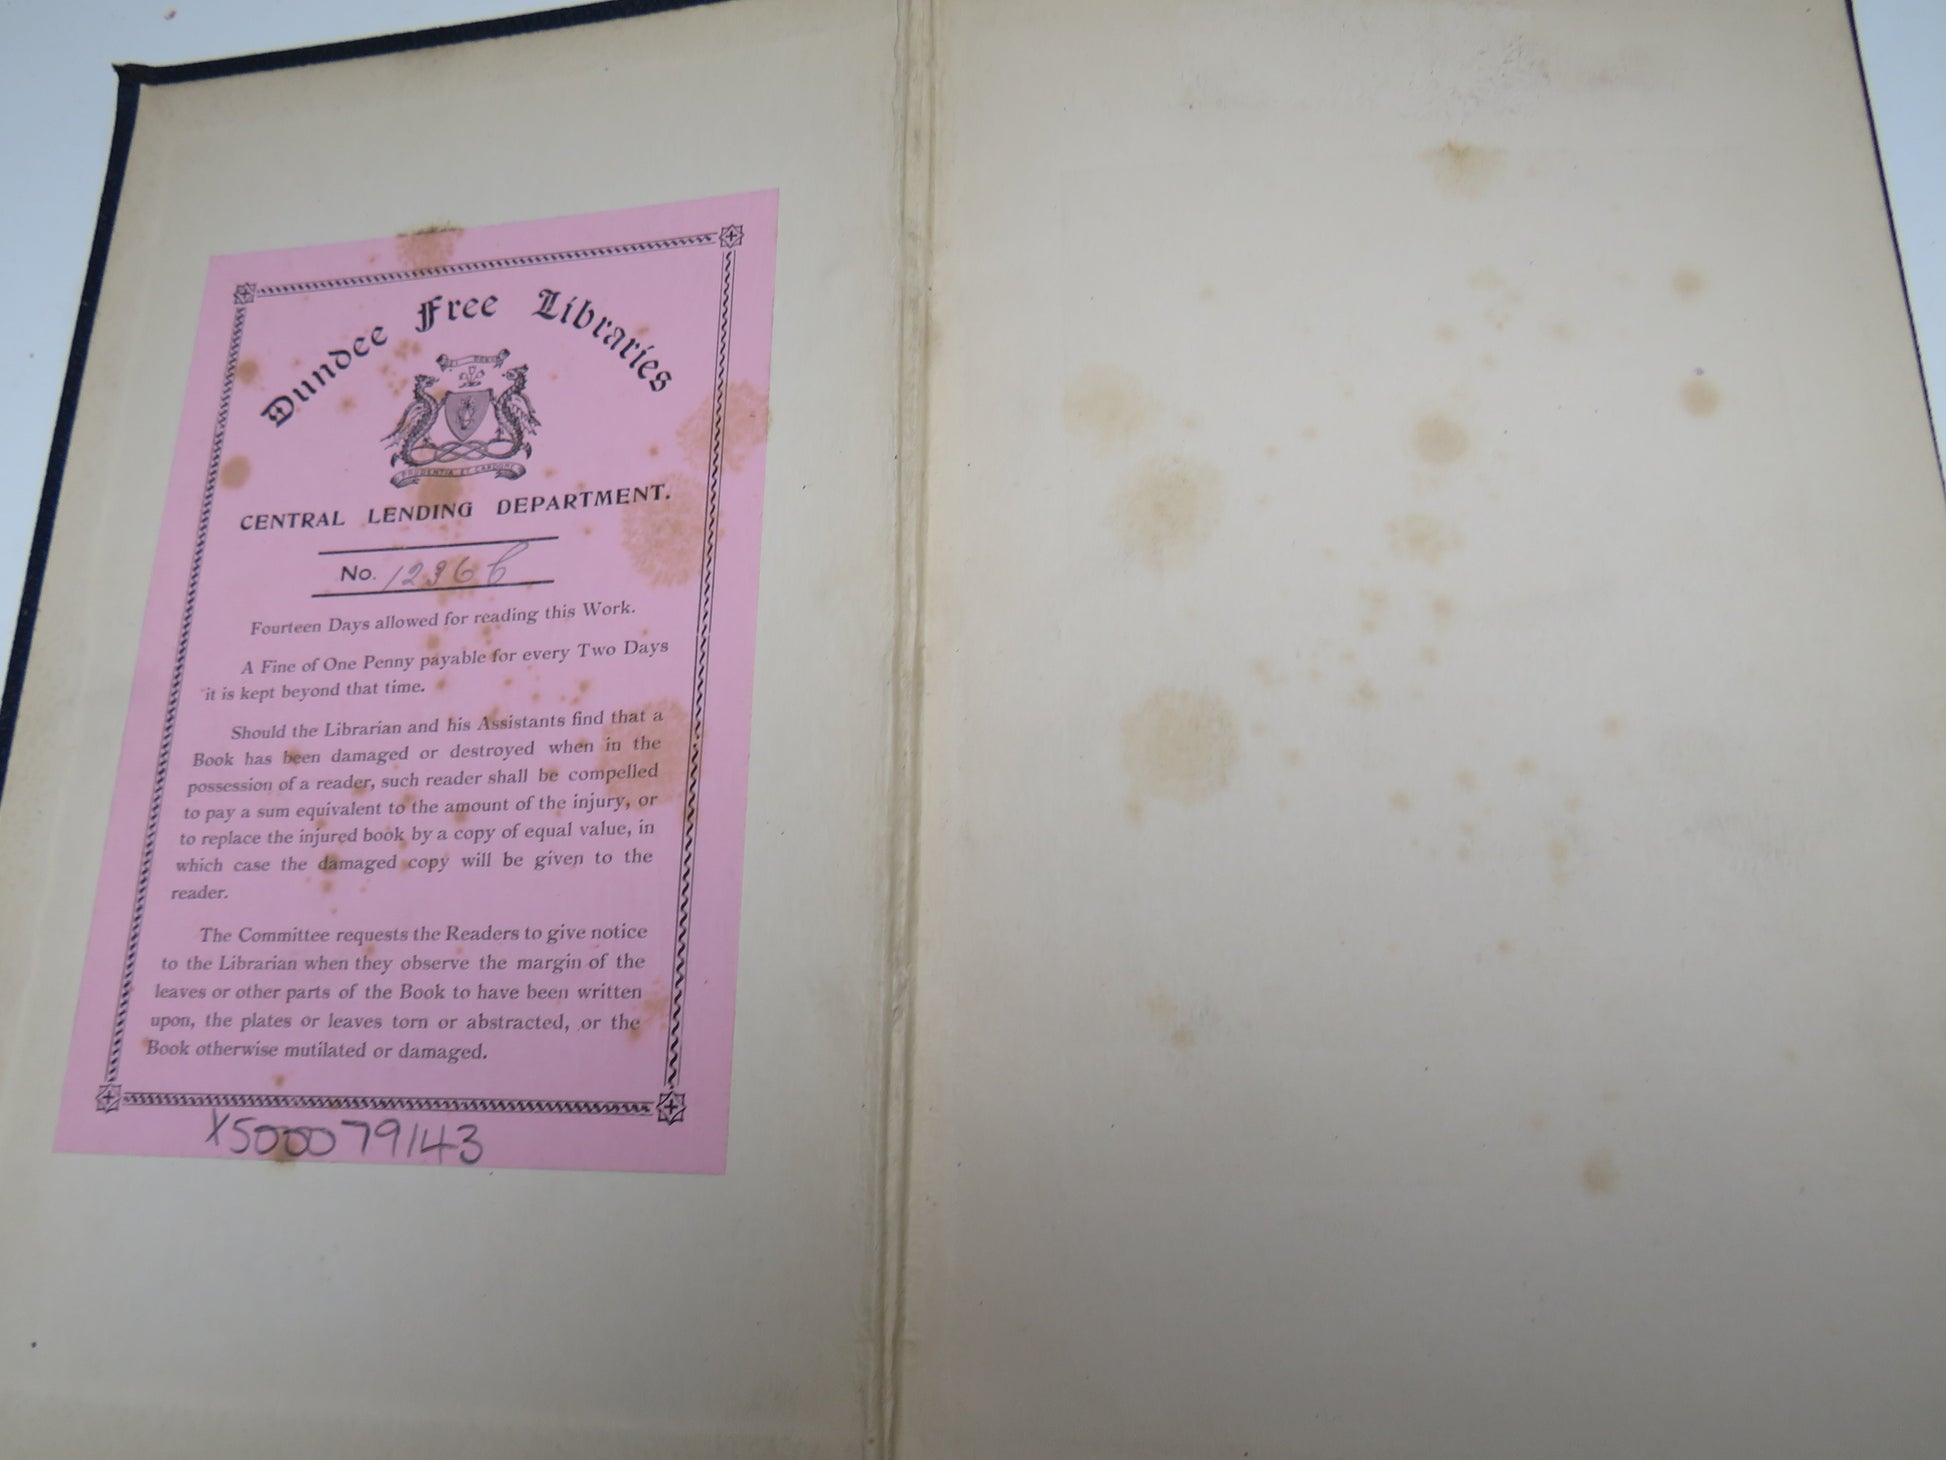 Dundee Free Libraries
DEI DONUM
PRUDENTIA ET CANDORE
CENTRAL LENDING DEPARTMENT.
No. 12366
Fourteen Days allowed for reading this Work.
A Fine of One Penny payable for every Two Days
it is kept beyond that time.
Should the Librarian and his Assistants find that a
Book has been damaged or destroyed when in the
possession of a reader, such reader shall be compelled
to pay a sum equivalent to the amount of the injury, or
to replace the injured book by a copy of equal value, in
which case the damaged copy will be given to the
reader.
The Committee requests the Readers to give notice
to the Librarian when they observe the margin of the
leaves or other parts of the Book to have been written
upon, the plates or leaves torn or abstracted, or the
Book otherwise mutilated or damaged.
X500079143